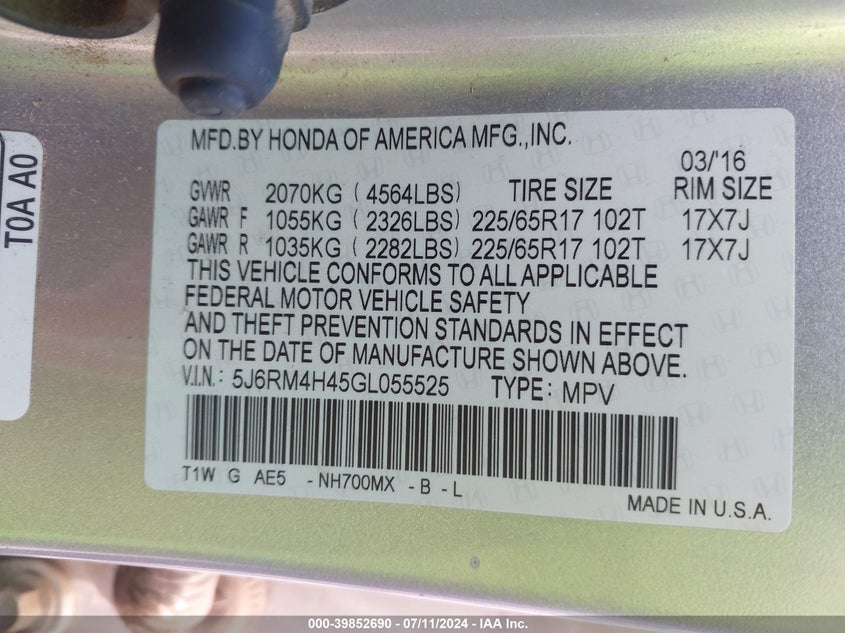 MFD.BY HONDA OF AMERICA MFG.,INC.
03/'16
GVWR 2070KG (4564LBS) TIRE SIZE RIM SIZE
GAWR F 1055KG (2326LBS) 225/65R17 102T 17X7J
GAWR R 1035KG (2282LBS) 225/65R17 102T 17X7J
THIS VEHICLE CONFORMS TO ALL APPLICABLE
FEDERAL MOTOR VEHICLE SAFETY
AND THEFT PREVENTION STANDARDS IN EFFECT
ON THE DATE OF MANUFACTURE SHOWN ABOVE.
V.I.N.: 5J6RM4H45GL055525 TYPE: MPV
T1W G AE5 -NH700MX -B -L
MADE IN U.S.A.
T0A A0
000-39852690 - 07/11/2024 - IAA Inc.